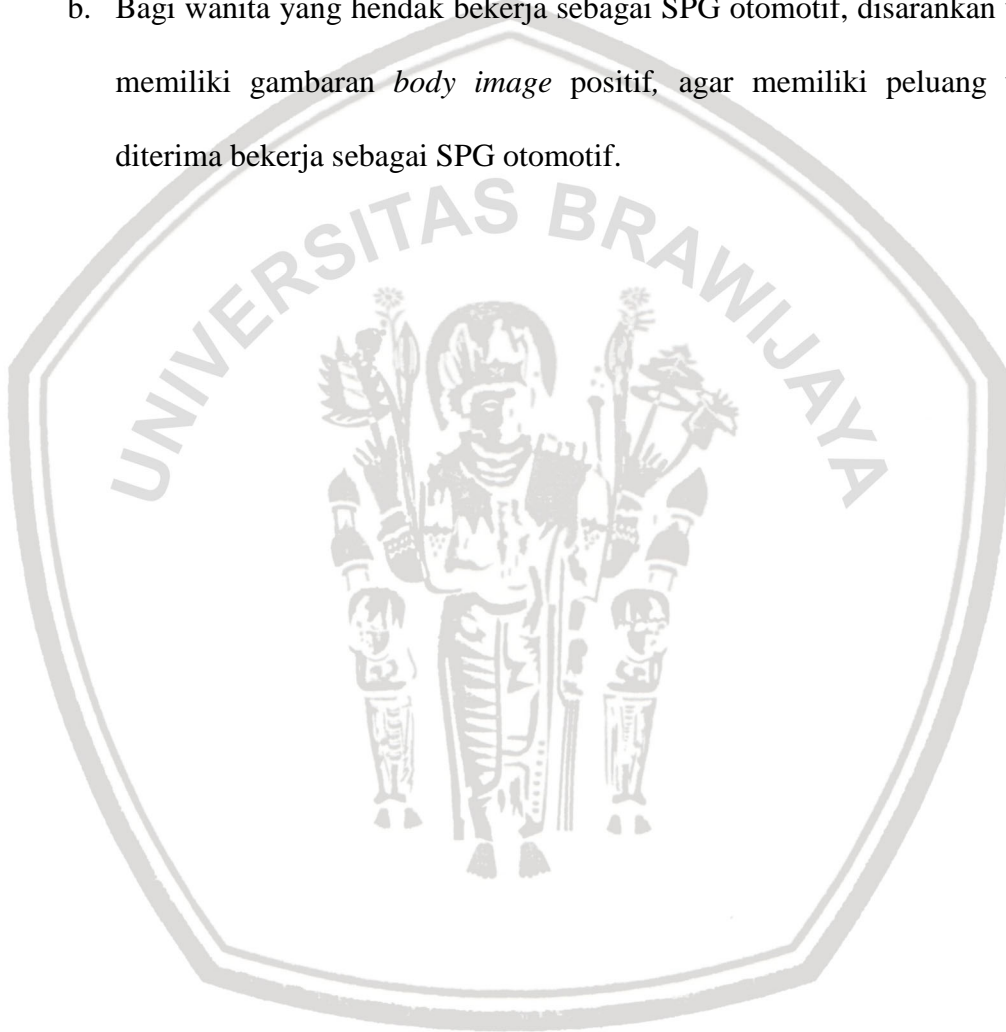 b. Bagi wanita yang hendak bekerja sebagai SPG otomotif, disarankan
memiliki gambaran body image positif, agar memiliki peluang
diterima bekerja sebagai SPG otomotif.
UNIVERSITAS BRAWIJAYA